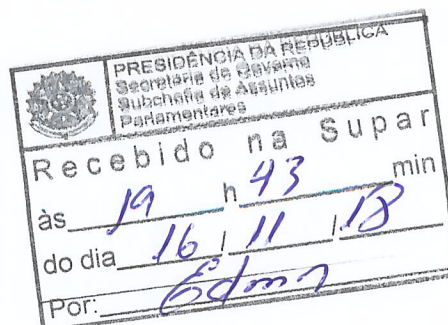 PRESIDÊNCIA DA REPÚBLICA
Secretaria de Governo
Subchefia de Assuntos
Parlamentares
Recebido na Supar
às 19 h 43 min
do dia 16 / 11 / 18
Por: